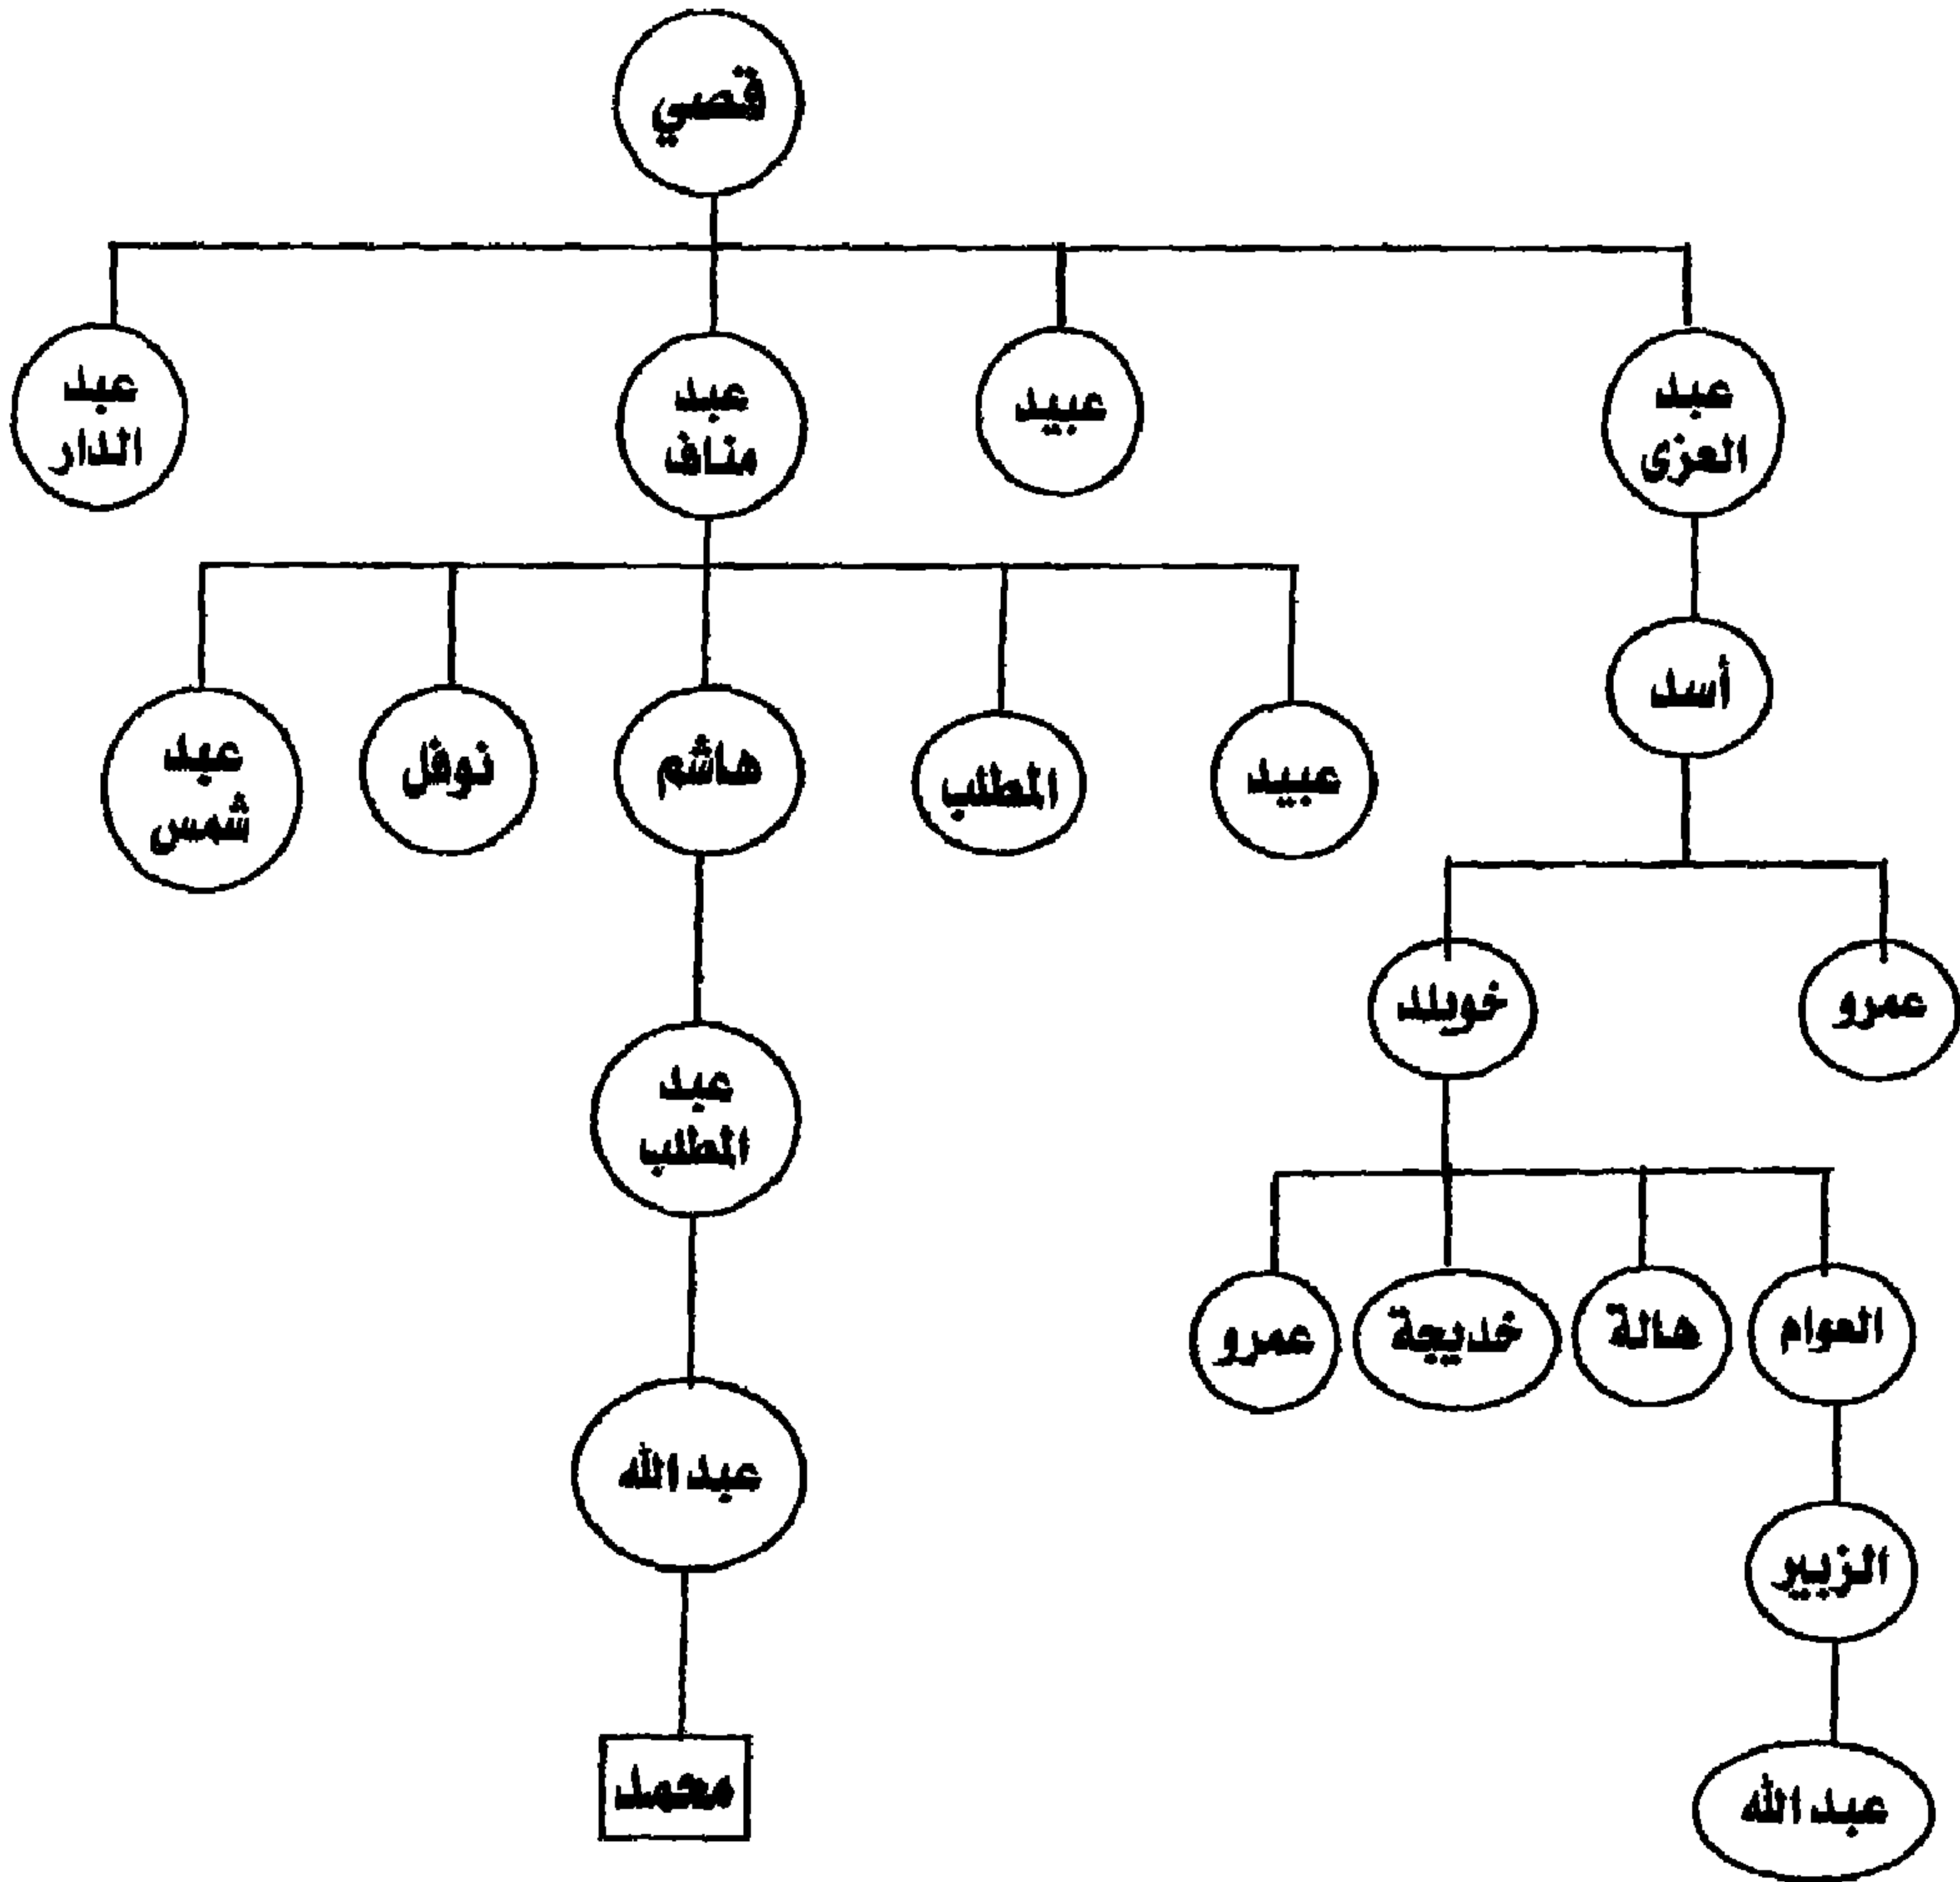 قصي
عبد
العزى
عبيد
عبد
مناف
عبد
الدار
أسد
عبيد
المطلب
هاشم
نوفل
عبد
شمس
عمرو
خويلد
عبد
المطلب
العوام
هالة
خديجة
عمرو
عبد الله
الزبير
محمد
عبد الله